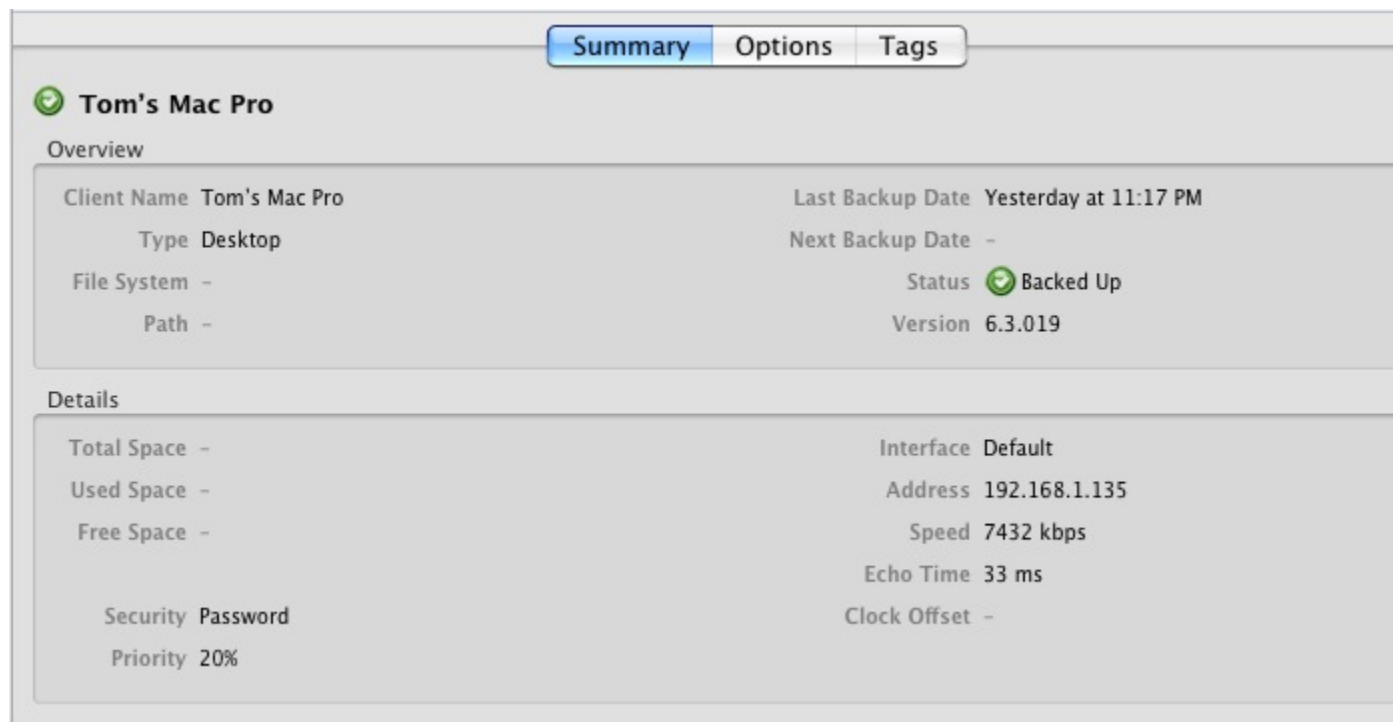 Summary Options Tags
Tom's Mac Pro
Overview
Client Name Tom's Mac Pro Last Backup Date Yesterday at 11:17 PM
Type Desktop Next Backup Date –
File System – Status Backed Up
Path – Version 6.3.019
Details
Total Space – Interface Default
Used Space – Address 192.168.1.135
Free Space – Speed 7432 kbps
Echo Time 33 ms
Security Password Clock Offset –
Priority 20%